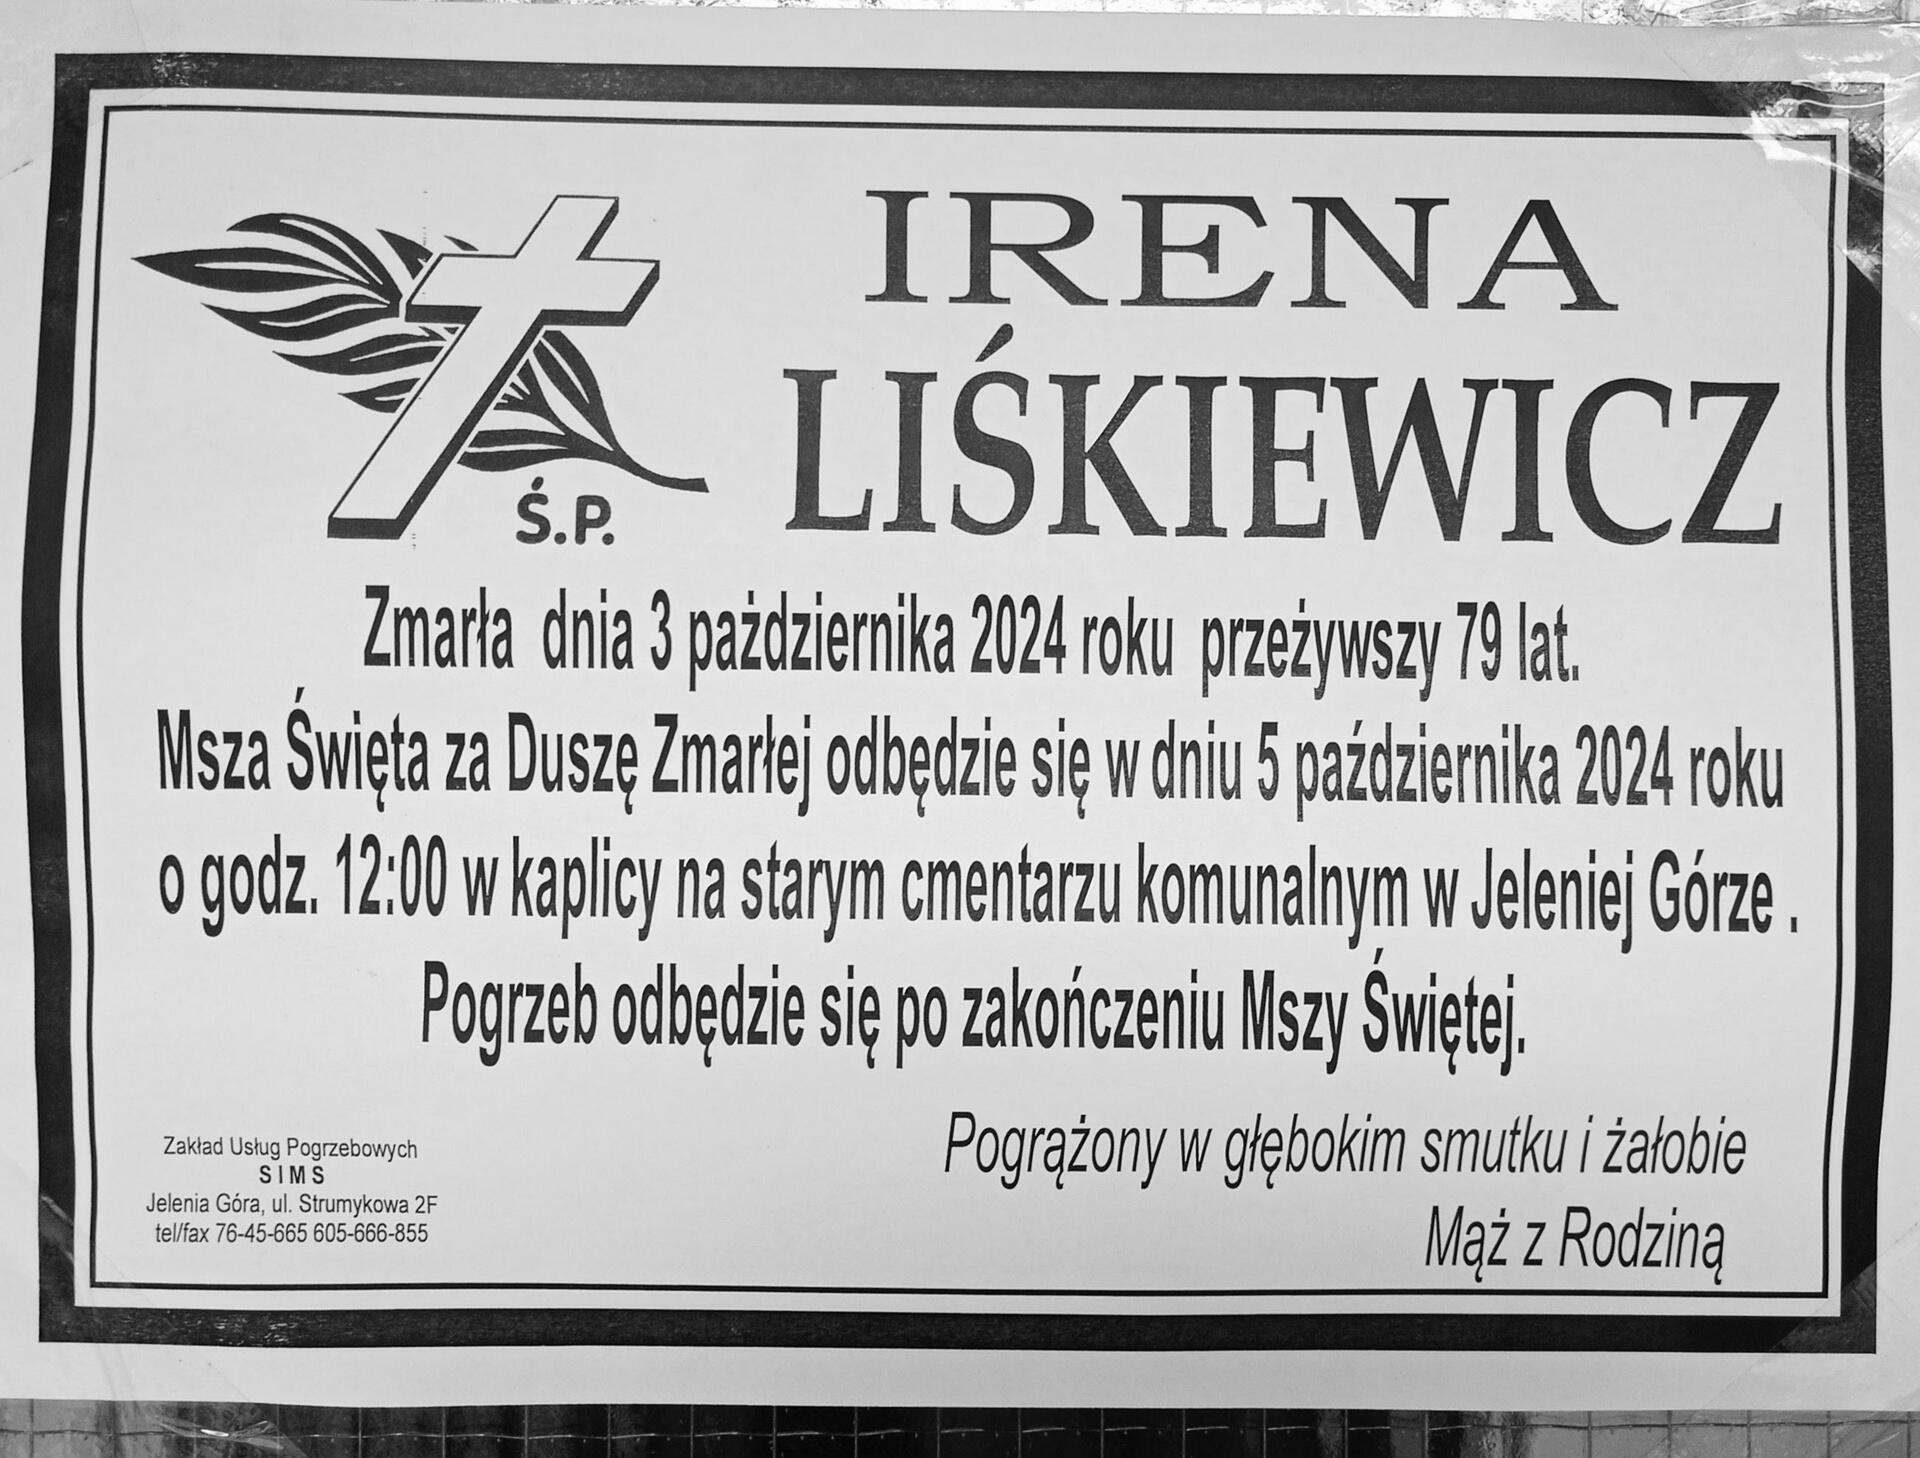 IRENA
LIŚKIEWICZ
Ś.P.
Zmarła dnia 3 pażdziernika 2024 roku przeżywszy 79 lat.
Msza Święta za Duszę Zmarłej odbędzie się w dniu 5 października 2024 roku
o godz. 12:00 w kaplicy na starym cmentarzu komunalnym w Jeleniej Górze .
Pogrzeb odbędzie się po zakończeniu Mszy Świętej.
Pogrążony w głębokim smutku i żałobie
Mąż z Rodziną
Zakład Usług Pogrzebowych
S I M S
Jelenia Góra, ul. Strumykowa 2F
tel/fax 76-45-665 605-666-855